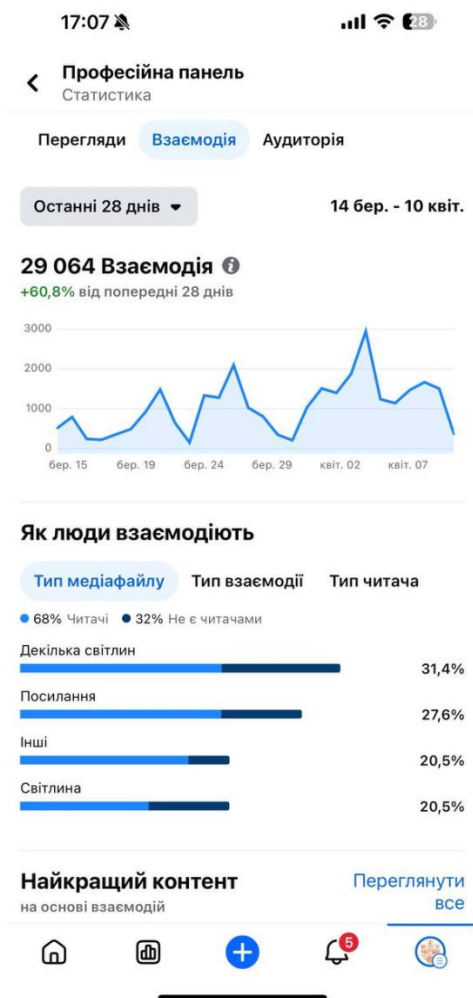 17:07
28
Професійна панель
Статистика
Перегляди Взаємодія Аудиторія
Останні 28 днів 14 бер. - 10 квіт.
29 064 Взаємодія
+60,8% від попередні 28 днів
3000
2000
1000
0
бер. 15 бер. 19 бер. 24 бер. 29 квіт. 02 квіт. 07
Як люди взаємодіють
Тип медіафайлу Тип взаємодії Тип читача
68% Читачі 32% Не є читачами
Декілька світлин
31,4%
Посилання
27,6%
Інші
20,5%
Світлина
20,5%
Найкращий контент Переглянути все
на основі взаємодій
5